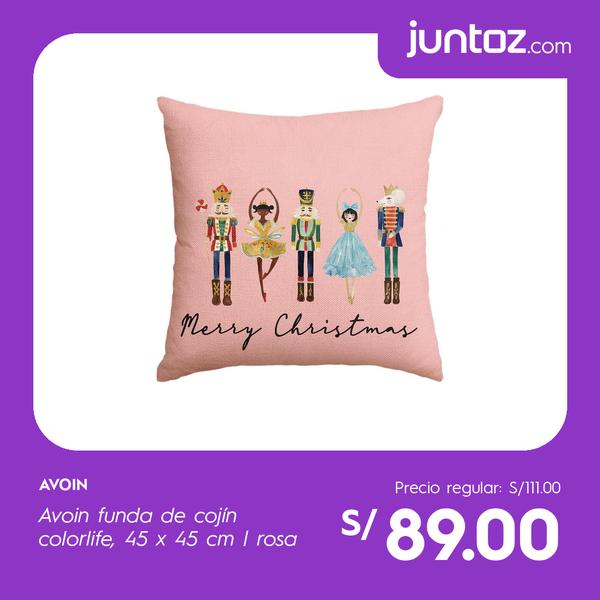 juntoz.com
Merry Christmas
AVOIN
Avoin funda de cojín
colorlife, 45 x 45 cm | rosa
Precio regular: S/111.00
S/89.00